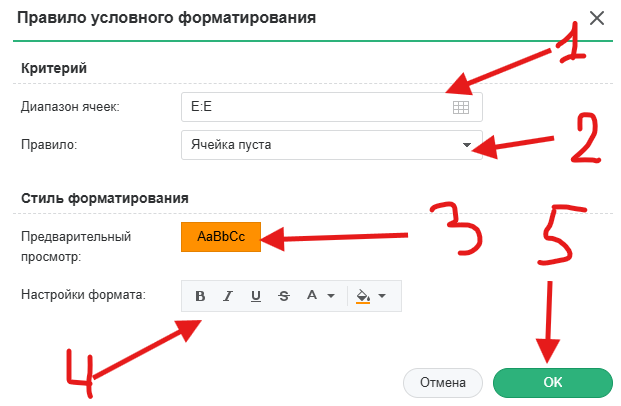 Правило условного форматирования
1
Критерий
Диапазон ячеек: E:E
Правило: Ячейка пуста
2
Стиль форматирования
Предварительный просмотр: AaBbCc
3
5
Настройки формата: B I U S A
4
Отмена OK